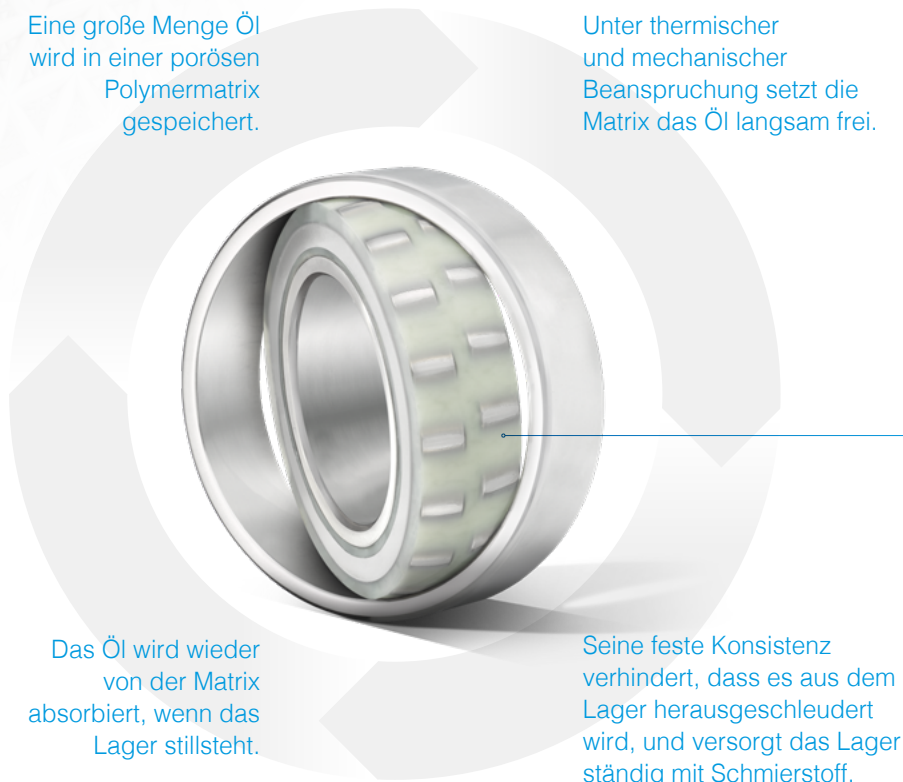 Eine große Menge Öl
wird in einer porösen
Polymermatrix
gespeichert.
Unter thermischer
und mechanischer
Beanspruchung setzt die
Matrix das Öl langsam frei.
Das Öl wird wieder
von der Matrix
absorbiert, wenn das
Lager stillsteht.
Seine feste Konsistenz
verhindert, dass es aus dem
Lager herausgeschleudert
wird, und versorgt das Lager
ständig mit Schmierstoff.